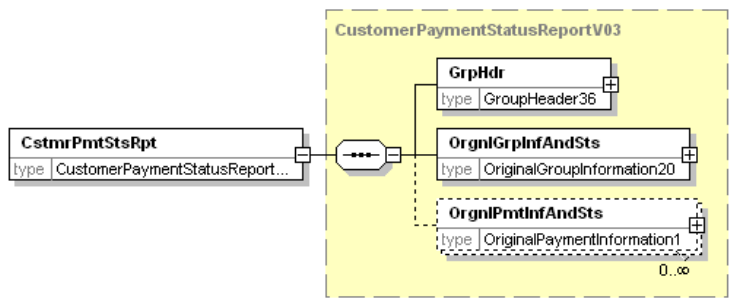 CustomerPaymentStatusReportV03
GrpHdr
type GroupHeader36
CstmrPmtStsRpt
type CustomerPaymentStatusReport...
OrgnlGrpInfAndSts
type OriginalGroupInformation20
OrgnlPmtInfAndSts
type OriginalPaymentInformation1
0..∞